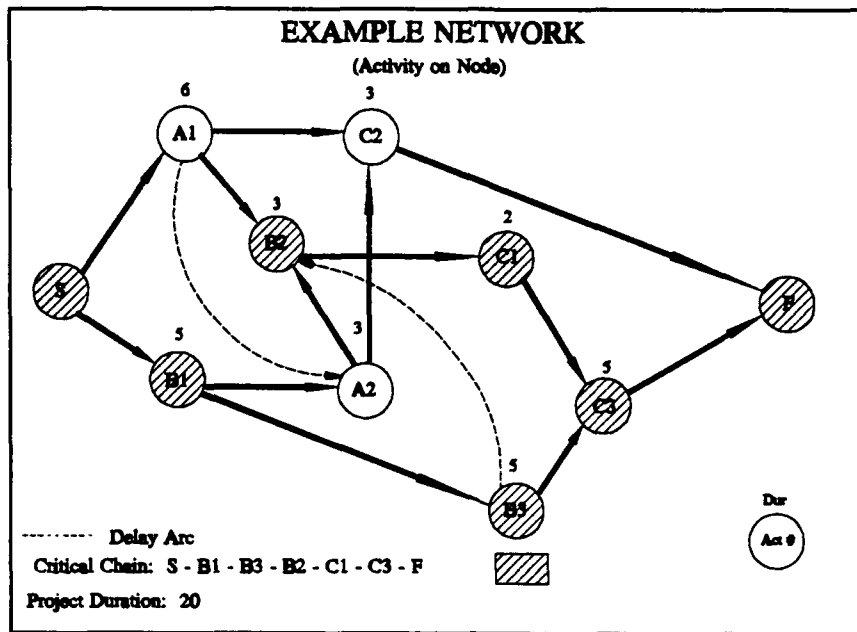 EXAMPLE NETWORK
(Activity on Node)
6
3
A1
C2
3
B2
2
C1
S
F
5
B1
3
A2
5
C3
5
B3
Dur
Act #
Delay Arc
Critical Chain: S - B1 - B3 - B2 - C1 - C3 - F
Project Duration: 20